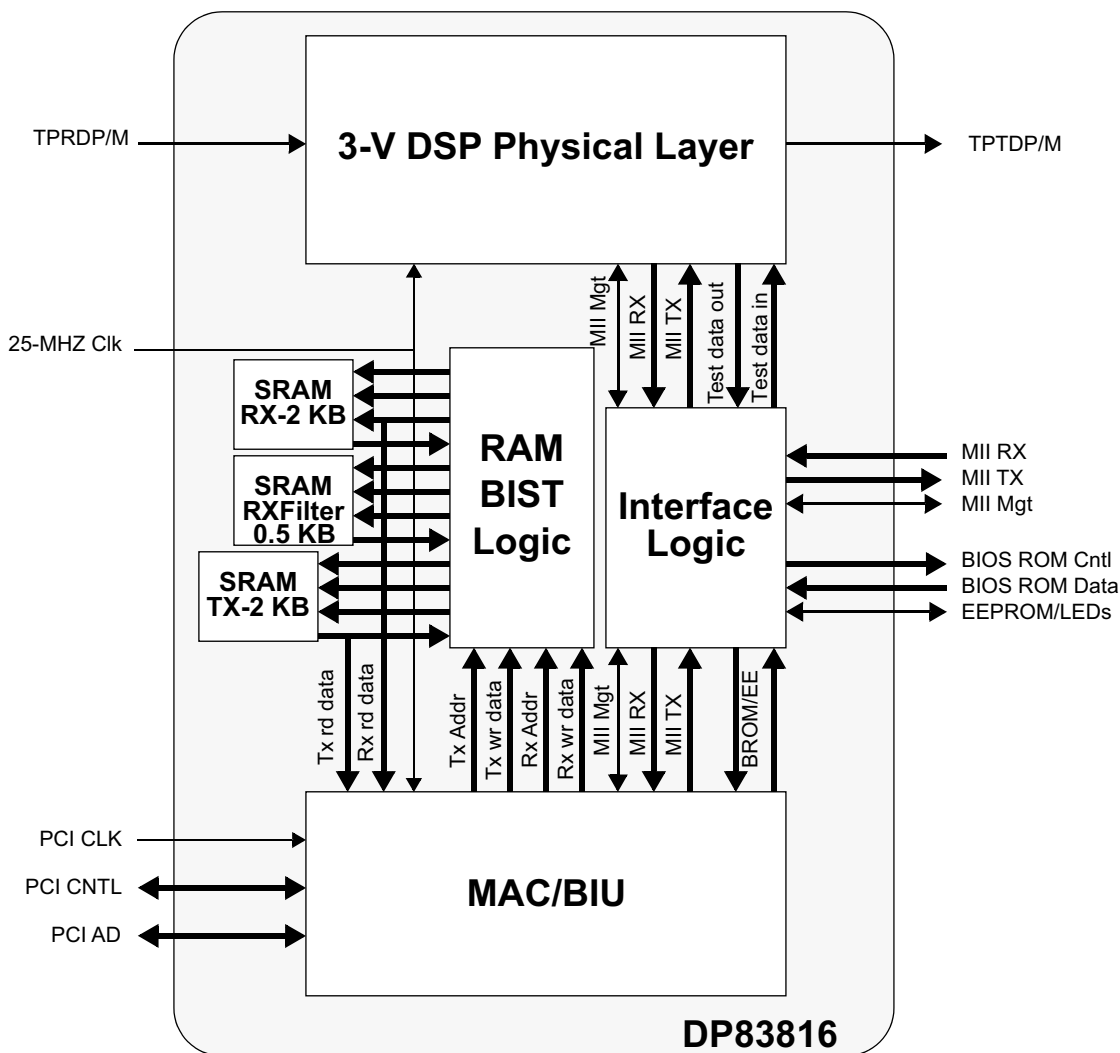 3-V DSP Physical Layer
TPRDP/M
TPTDP/M
MII Mgt
MII RX
MII TX
Test data out
Test data in
25-MHZ Clk
SRAM
RX-2 KB
SRAM
RXFilter
0.5 KB
SRAM
TX-2 KB
RAM
BIST
Logic
Interface
Logic
MII RX
MII TX
MII Mgt
BIOS ROM Cntl
BIOS ROM Data
EEPROM/LEDs
Tx rd data
Rx rd data
Tx Addr
Tx wr data
Rx Addr
Rx wr data
MII Mgt
MII RX
MII TX
BROM/EE
PCI CLK
PCI CNTL
PCI AD
MAC/BIU
DP83816